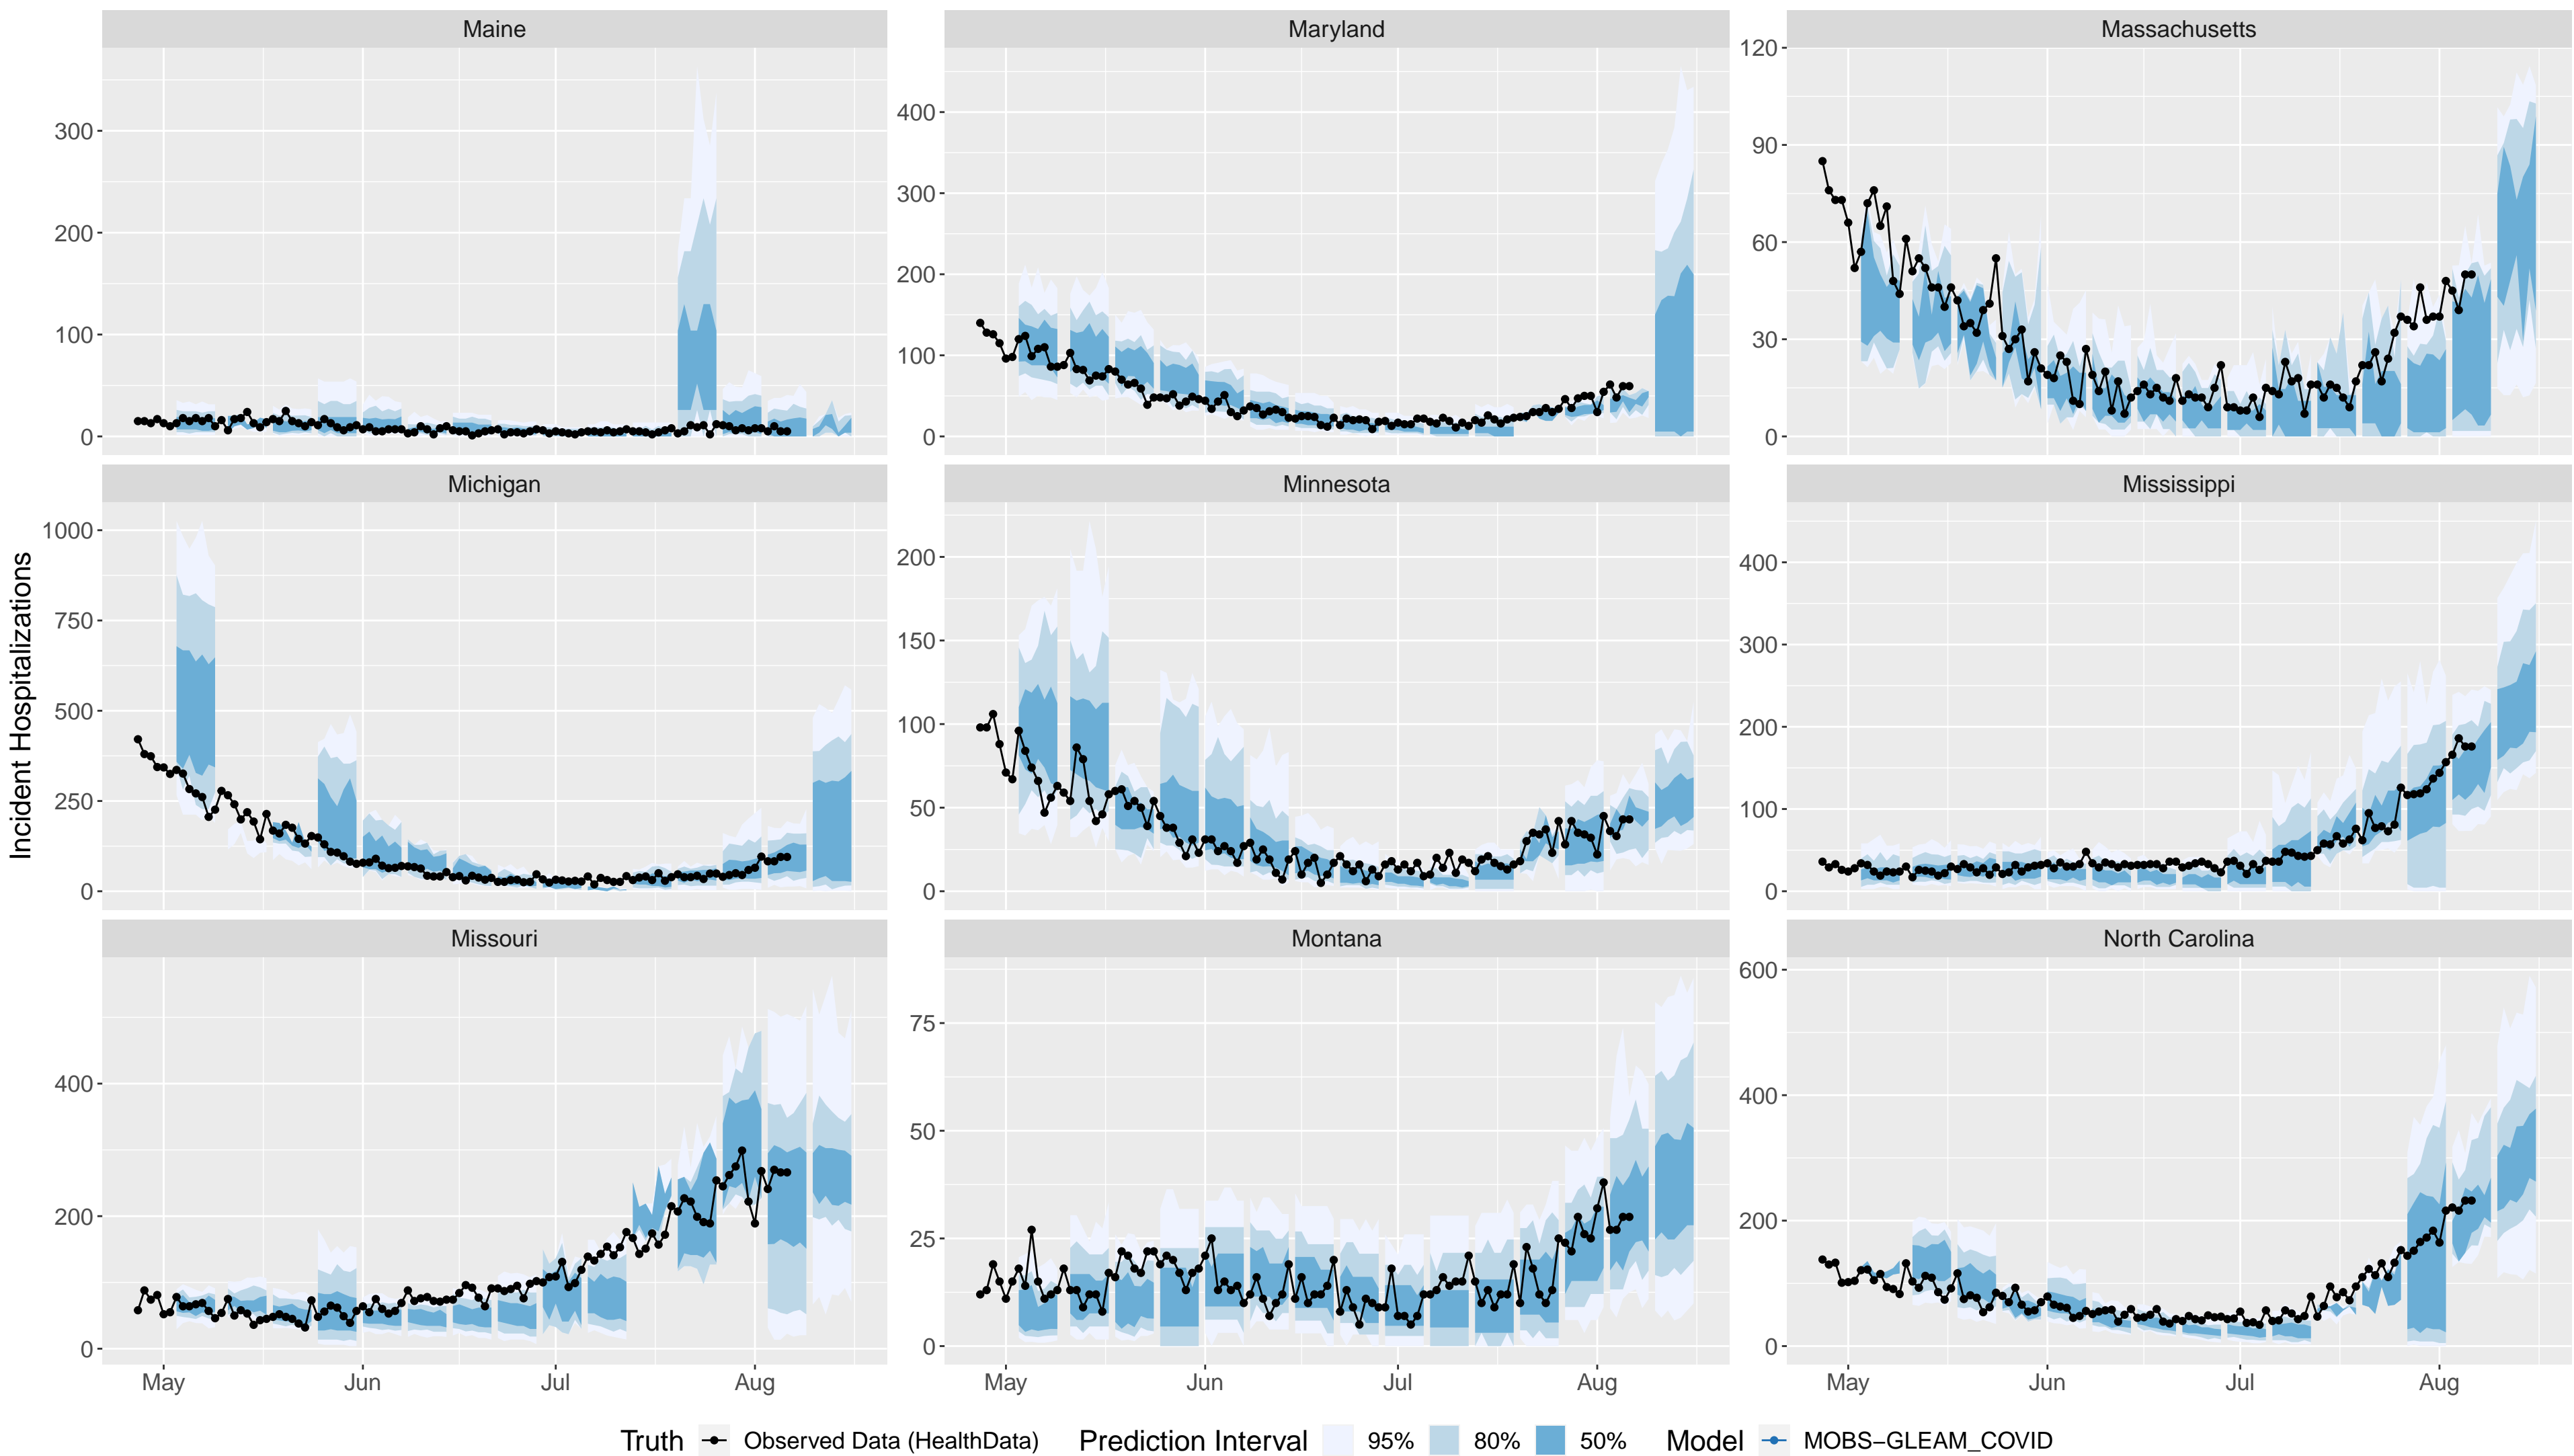 Maine
Maryland
Massachusetts
300
200
100
0
400
300
200
100
0
120
90
60
30
0
Michigan
Minnesota
Mississippi
Incident Hospitalizations
1000
750
500
250
0
200
150
100
50
0
400
300
200
100
0
Missouri
Montana
North Carolina
400
200
0
75
50
25
0
600
400
200
0
May Jun Jul Aug
May Jun Jul Aug
May Jun Jul Aug
Truth Observed Data (HealthData) Prediction Interval 95% 80% 50% Model MOBS−GLEAM_COVID